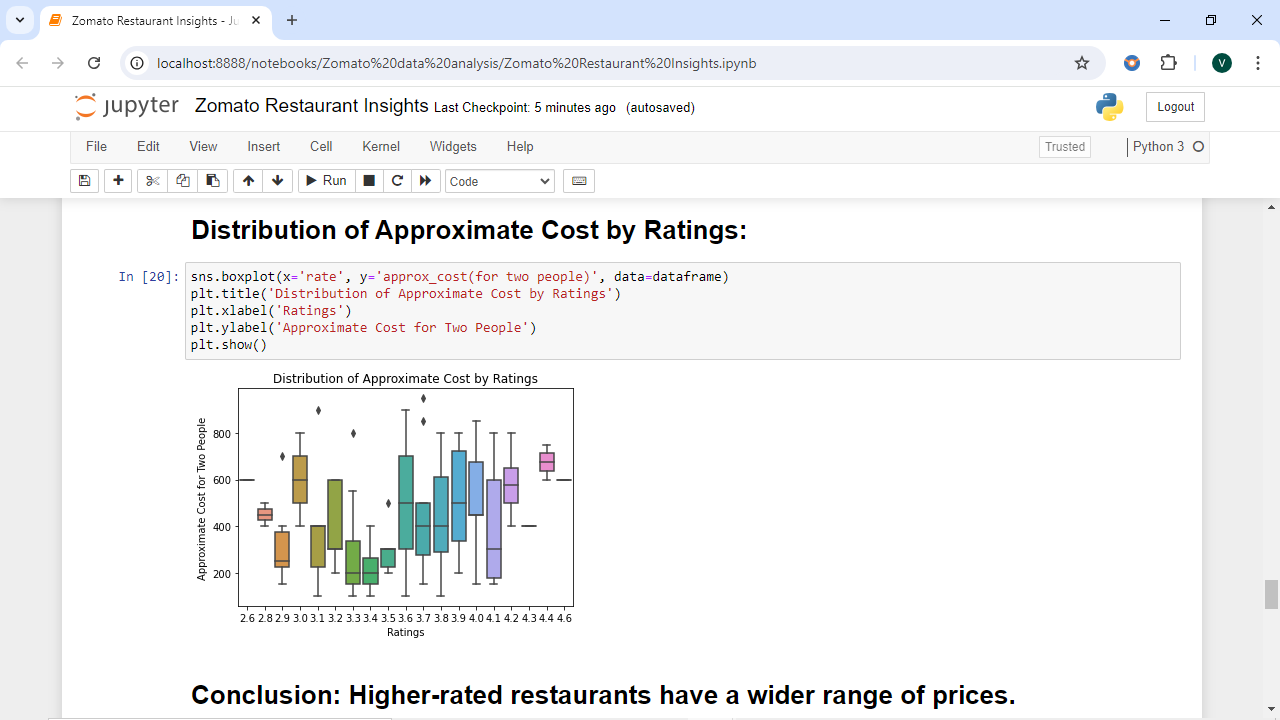 Zomato Restaurant Insights - Ju
localhost:8888/notebooks/Zomato%20data%20analysis/Zomato%20Restaurant%20Insights.ipynb
V
jupyter Zomato Restaurant Insights Last Checkpoint: 5 minutes ago (autosaved)
Logout
File Edit View Insert Cell Kernel Widgets Help
Trusted
Python 3
Run
Code
Distribution of Approximate Cost by Ratings:
In [20]:
sns.boxplot(x='rate', y='approx_cost(for two people)', data=dataframe)
plt.title('Distribution of Approximate Cost by Ratings')
plt.xlabel('Ratings')
plt.ylabel('Approximate Cost for Two People')
plt.show()
Distribution of Approximate Cost by Ratings
Approximate Cost for Two People
800
600
400
200
2.6 2.8 2.9 3.0 3.1 3.2 3.3 3.4 3.5 3.6 3.7 3.8 3.9 4.0 4.1 4.2 4.3 4.4 4.6
Ratings
Conclusion: Higher-rated restaurants have a wider range of prices.